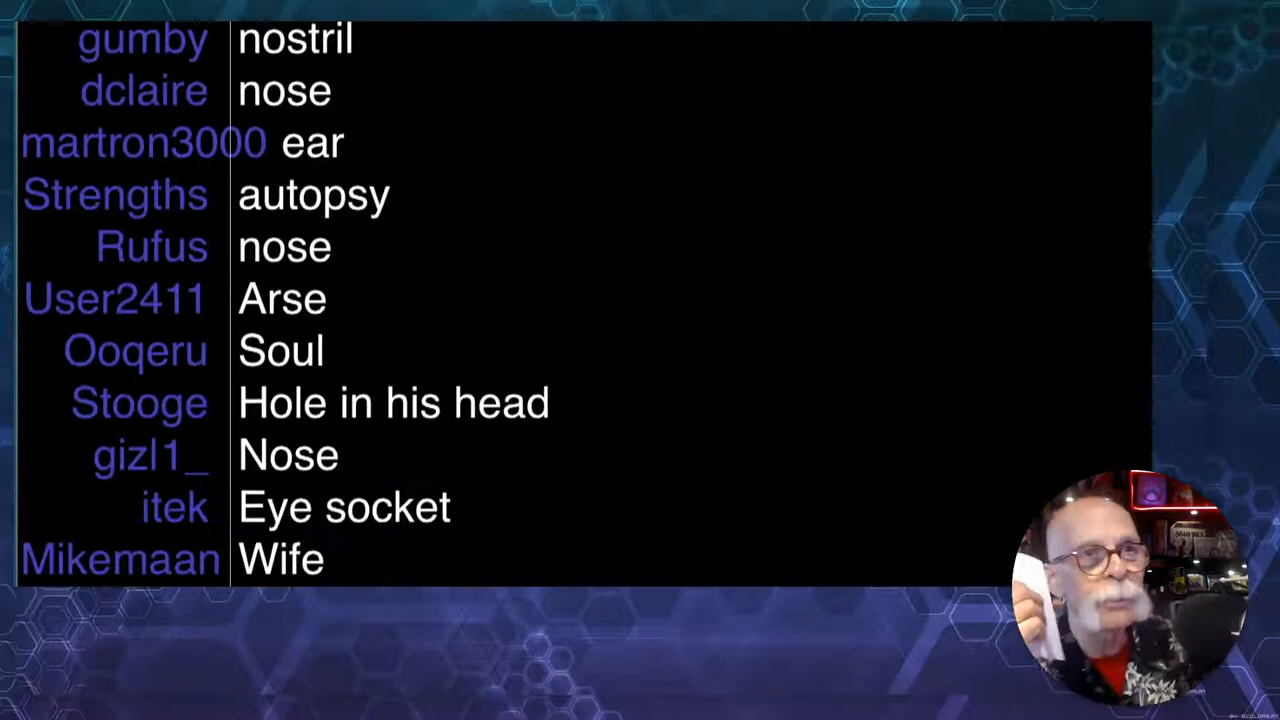 gumby nostril
dclaire nose
martron3000 ear
Strengths autopsy
Rufus nose
User2411 Arse
Ooqeru Soul
Stooge Hole in his head
gizl1_ Nose
itek Eye socket
Mikemaan Wife